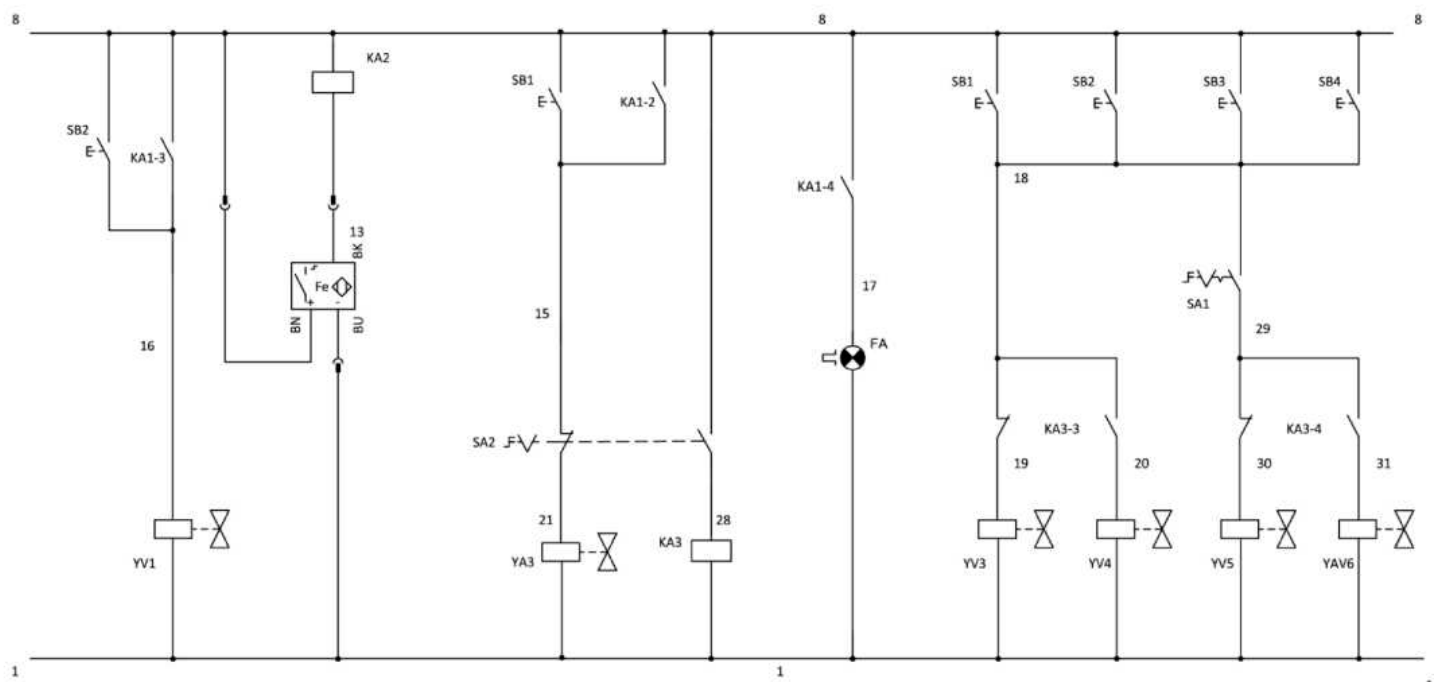 8
8
8
KA2
SB1
SB1
SB2
SB3
SB4
KA1-2
SB2
KA1-3
18
KA1-4
13
BK
Fe
+
-
BN
BU
17
SA1
15
29
16
FA
SA2
KA3-3
KA3-4
19
20
30
31
21
28
KA3
YV1
YA3
YV3
YV4
YV5
YAV6
1
1